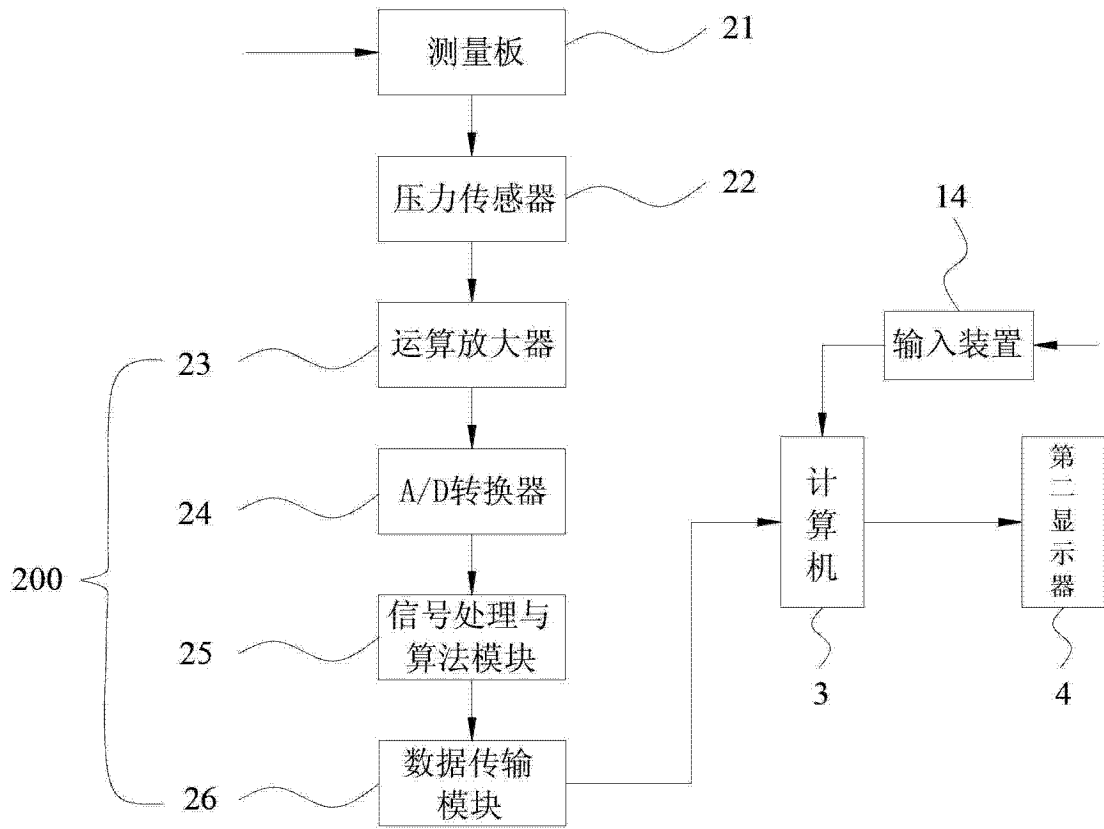 测量板
21
压力传感器
22
14
运算放大器
23
输入装置
A/D转换器
24
计算机
第二显示器
200
信号处理与
算法模块
25
3
4
数据传输
模块
26